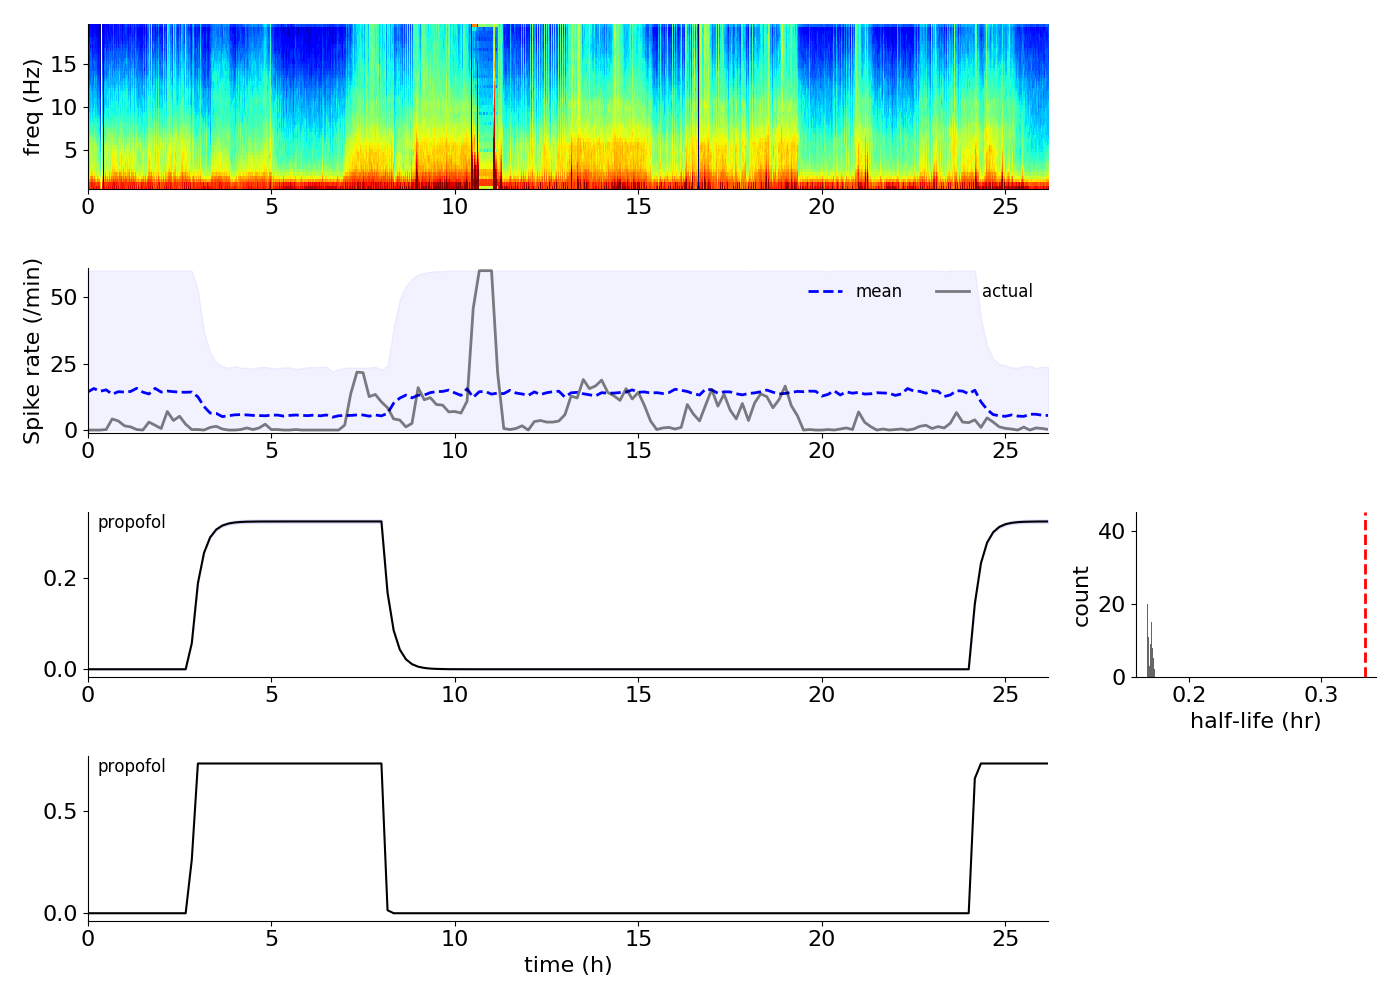 freq (Hz)
15
10
5
0 5 10 15 20 25
Spike rate (/min)
50
25
0
mean actual
0 5 10 15 20 25
propofol
0.2
0.0
0 5 10 15 20 25
count
40
20
0
0.2 0.3
half-life (hr)
propofol
0.5
0.0
0 5 10 15 20 25
time (h)